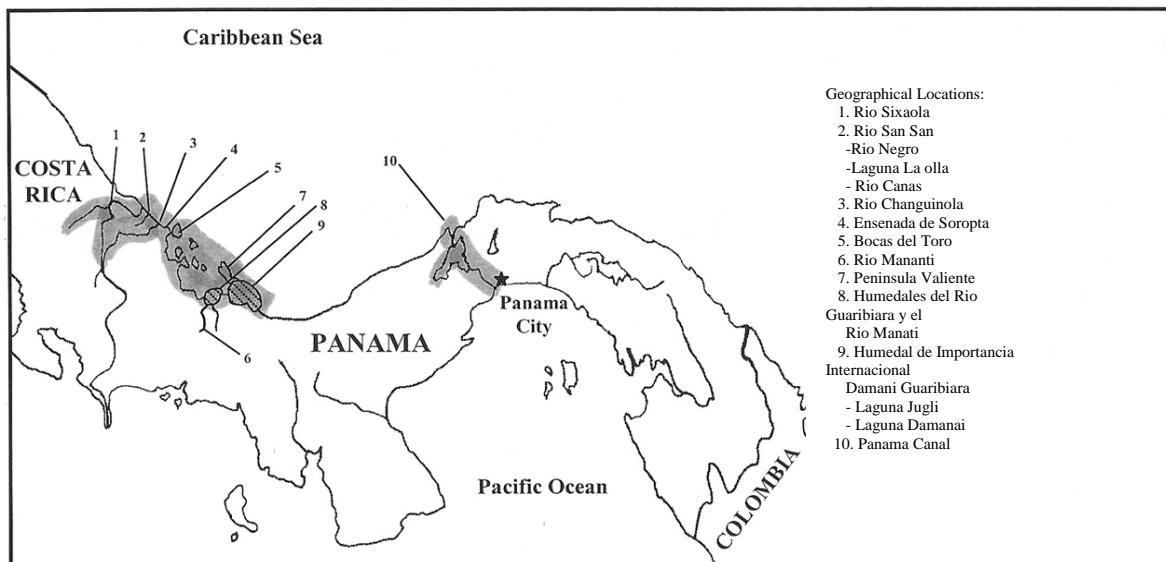 Caribbean Sea
COSTA
RICA
1
2
3
4
5
7
8
9
10
6
PANAMA
Panama
City
Pacific Ocean
COLOMBIA
Geographical Locations:
1. Rio Sixaola
2. Rio San San
-Rio Negro
-Laguna La olla
- Rio Canas
3. Rio Changuinola
4. Ensenada de Soropta
5. Bocas del Toro
6. Rio Mananti
7. Peninsula Valiente
8. Humedales del Rio
Guaribiara y el
Rio Manati
9. Humedal de Importancia
Internacional
Damani Guaribiara
- Laguna Jugli
- Laguna Damanai
10. Panama Canal